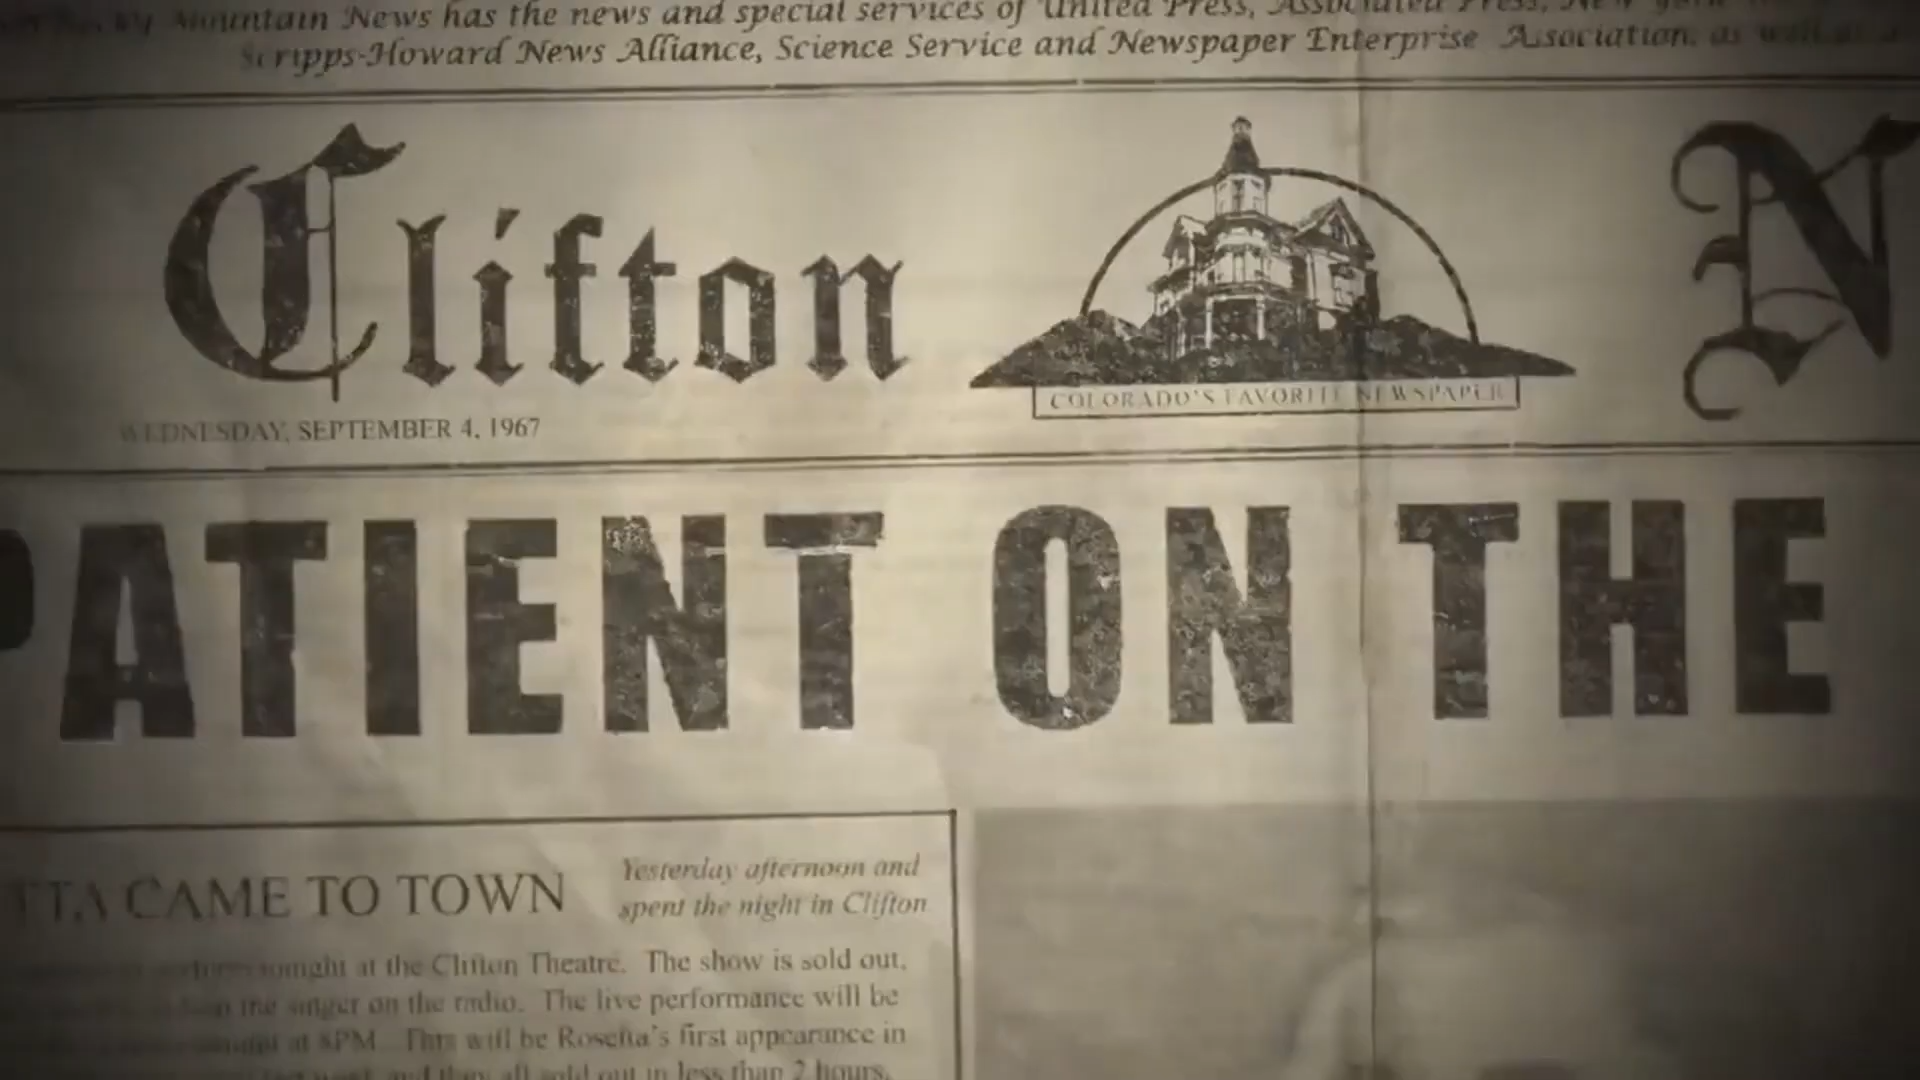 Rocky Mountain News has the news and special services of United Press, Associated Press, New York
Scripps-Howard News Alliance, Science Service and Newspaper Enterprise Association, as well as a
Clifton N
COLORADO'S FAVORITE NEWSPAPER
WEDNESDAY, SEPTEMBER 4, 1967
PATIENT ON THE
TTA CAME TO TOWN
Yesterday afternoon and
spent the night in Clifton
tonight at the Clifton Theatre. The show is sold out,
the singer on the radio. The live performance will be
at 8PM. This will be Rosetta's first appearance in
and they all sold out in less than 2 hours.